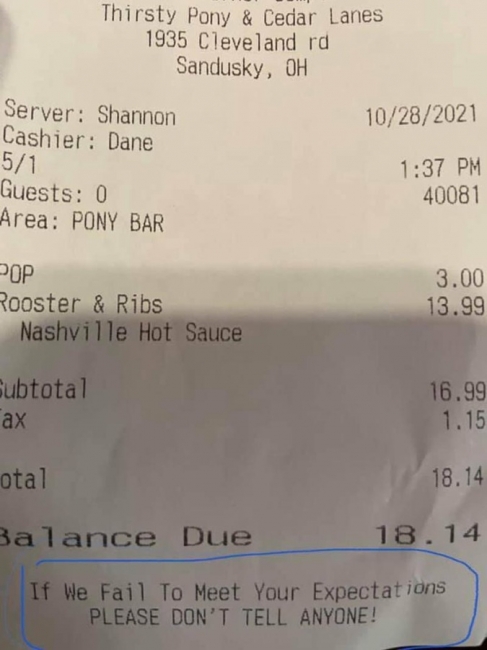 Thirsty Pony & Cedar Lanes
1935 Cleveland rd
Sandusky, OH
Server: Shannon 10/28/2021
Cashier: Dane
5/1 1:37 PM
Guests: 0 40081
Area: PONY BAR
POP 3.00
Rooster & Ribs 13.99
Nashville Hot Sauce
Subtotal 16.99
ax 1.15
otal 18.14
Balance Due 18.14
If We Fail To Meet Your Expectations
PLEASE DON'T TELL ANYONE!